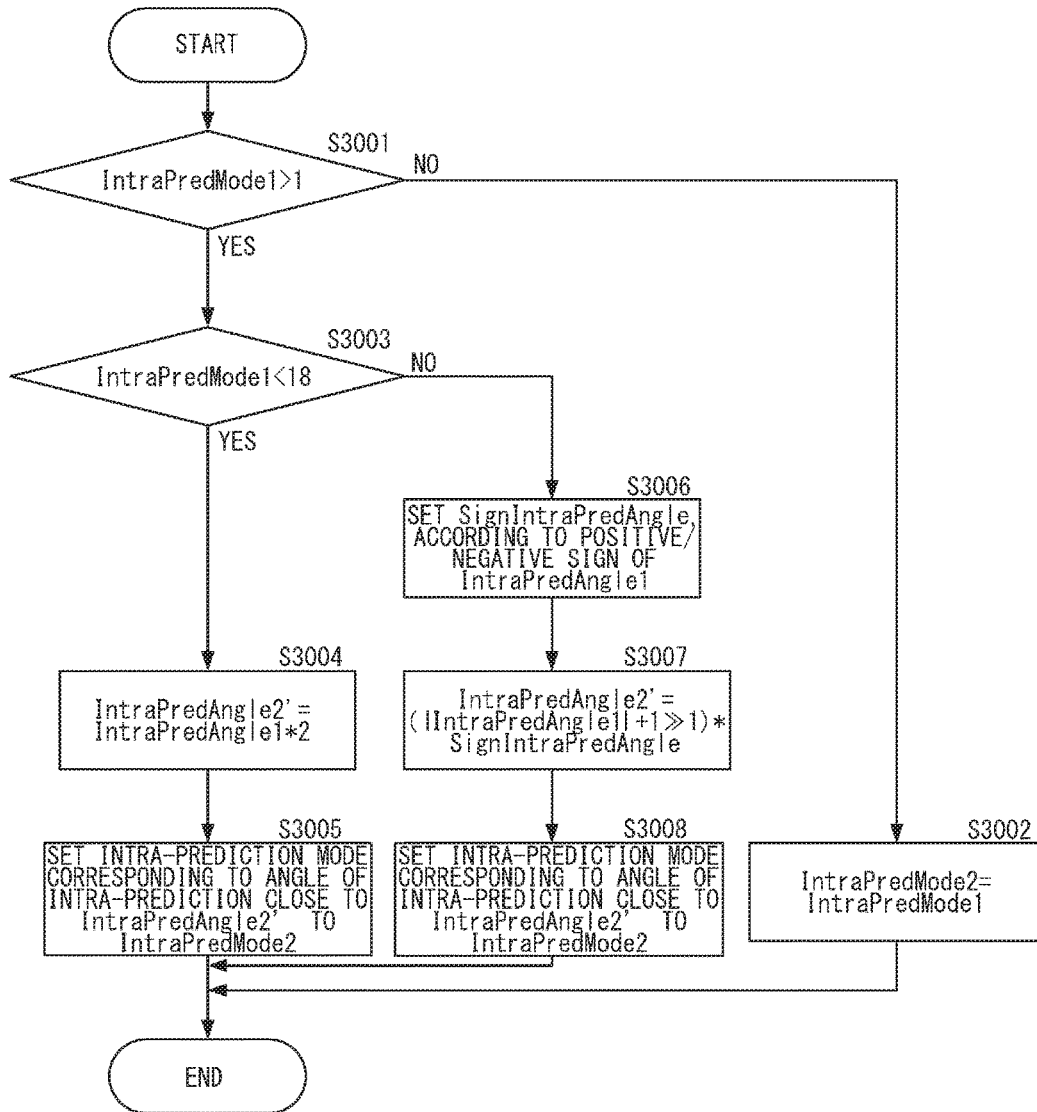 START
S3001
IntraPredMode1>1
NO
YES
S3003
IntraPredMode1<18
NO
YES
S3006
SET SignIntraPredAngle,
ACCORDING TO POSITIVE/
NEGATIVE SIGN OF
IntraPredAngle1
S3004
IntraPredAngle2'=
IntraPredAngle1*2
S3007
IntraPredAngle2'=
(|IntraPredAngle1|+1≫1)*
SignIntraPredAngle
S3005
SET INTRA-PREDICTION MODE
CORRESPONDING TO ANGLE OF
INTRA-PREDICTION CLOSE TO
IntraPredAngle2' TO
IntraPredMode2
S3008
SET INTRA-PREDICTION MODE
CORRESPONDING TO ANGLE OF
INTRA-PREDICTION CLOSE TO
IntraPredAngle2' TO
IntraPredMode2
S3002
IntraPredMode2=
IntraPredMode1
END